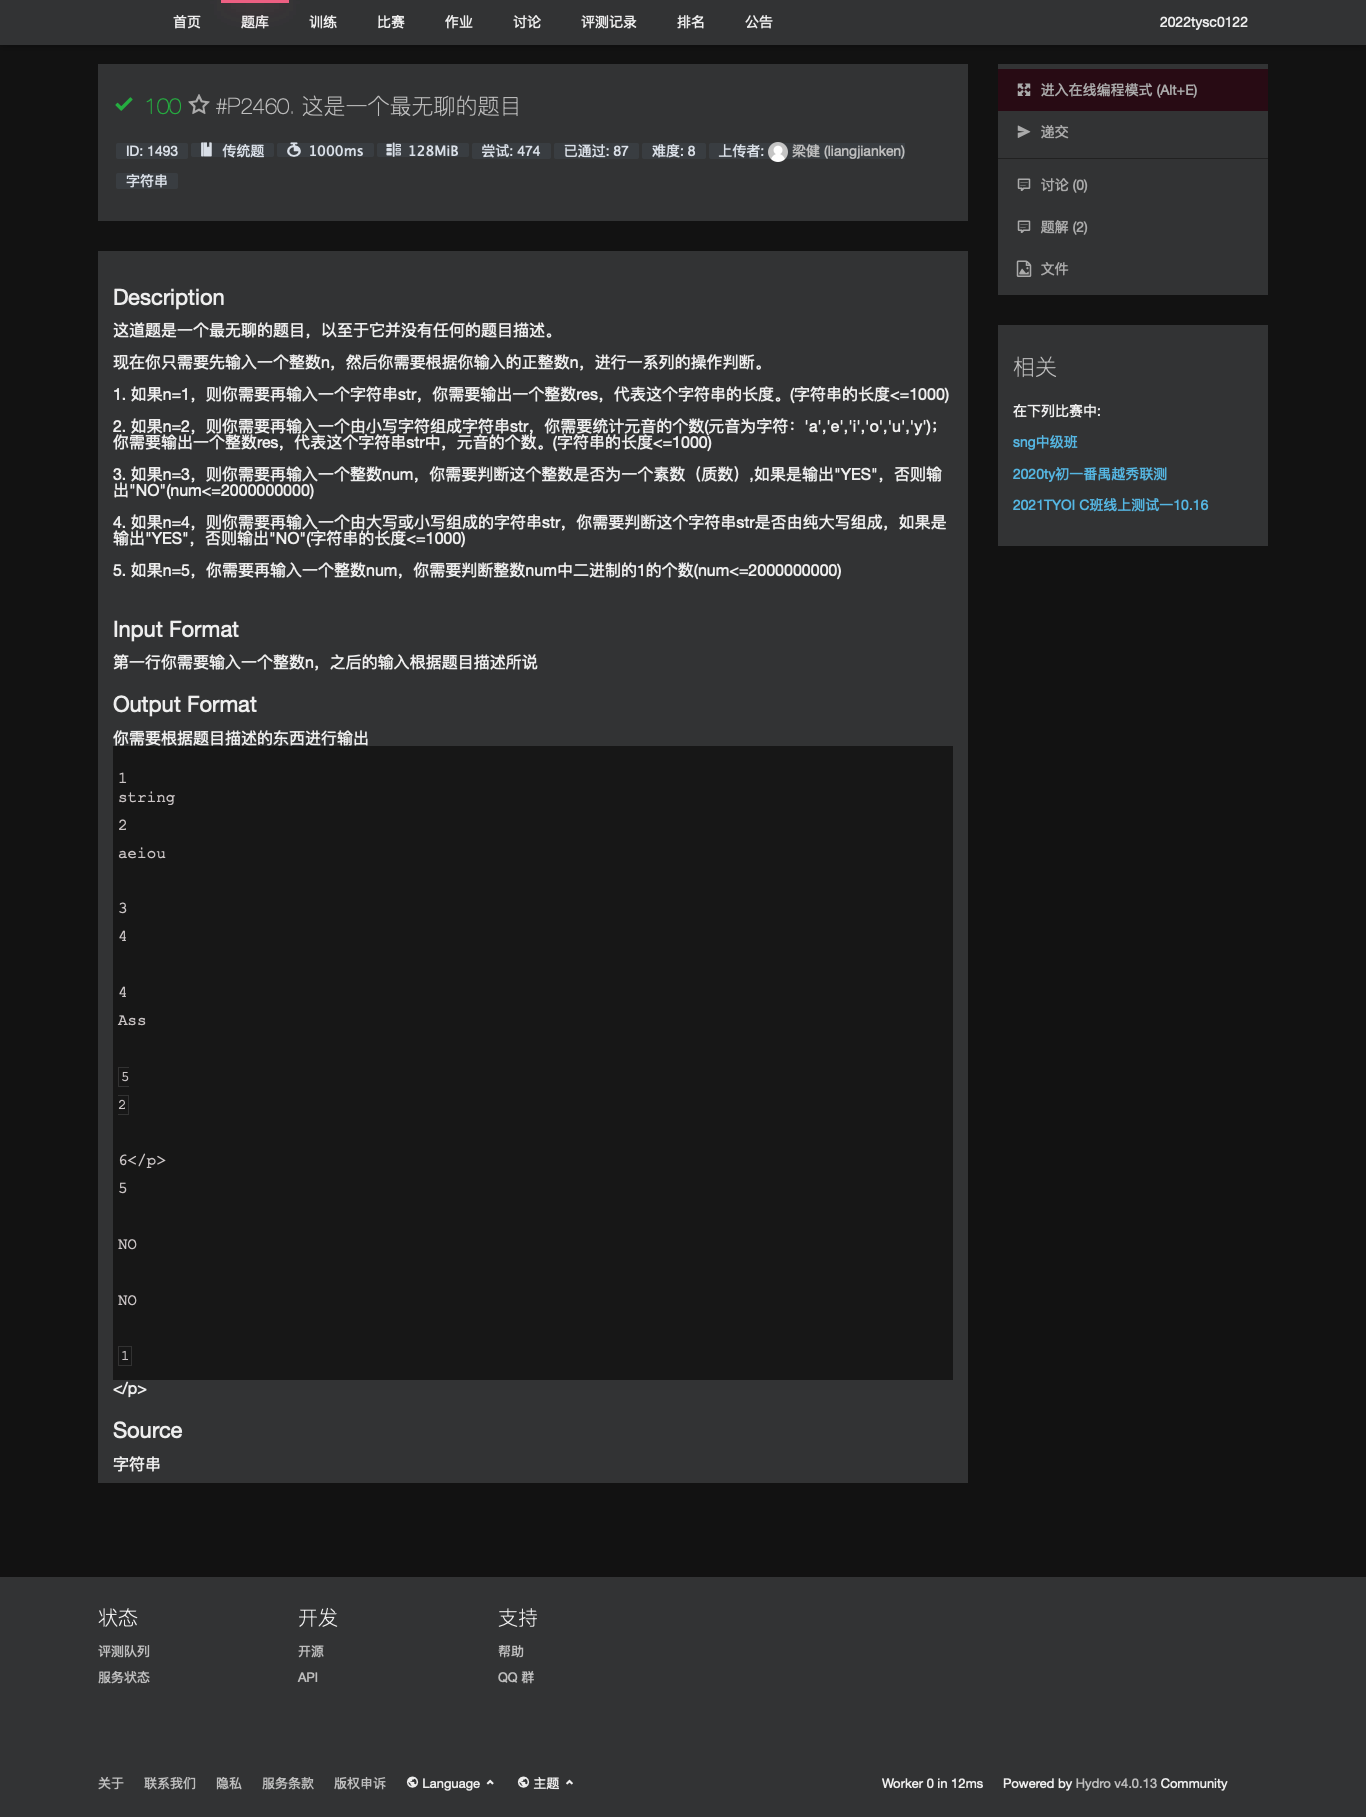 首页 题库 训练 比赛 作业 讨论 评测记录 排名 公告 2022tysc0122
100 #P2460. 这是一个最无聊的题目
ID: 1493 传统题 1000ms 128MiB 尝试: 474 已通过: 87 难度: 8 上传者: 梁健 (liangjianken)
字符串
进入在线编程模式 (Alt+E)
递交
讨论 (0)
题解 (2)
文件
相关
在下列比赛中:
sng中级班
2020ty初一番禺越秀联测
2021TYOI C班线上测试一10.16
Description
这道题是一个最无聊的题目，以至于它并没有任何的题目描述。
现在你只需要先输入一个整数n，然后你需要根据你输入的正整数n，进行一系列的操作判断。
1. 如果n=1，则你需要再输入一个字符串str，你需要输出一个整数res，代表这个字符串的长度。(字符串的长度<=1000)
2. 如果n=2，则你需要再输入一个由小写字符组成字符串str，你需要统计元音的个数(元音为字符：'a','e','i','o','u','y')；
你需要输出一个整数res，代表这个字符串str中，元音的个数。(字符串的长度<=1000)
3. 如果n=3，则你需要再输入一个整数num，你需要判断这个整数是否为一个素数（质数）,如果是输出"YES"，否则输
出"NO"(num<=2000000000)
4. 如果n=4，则你需要再输入一个由大写或小写组成的字符串str，你需要判断这个字符串str是否由纯大写组成，如果是
输出"YES"，否则输出"NO"(字符串的长度<=1000)
5. 如果n=5，你需要再输入一个整数num，你需要判断整数num中二进制的1的个数(num<=2000000000)
Input Format
第一行你需要输入一个整数n，之后的输入根据题目描述所说
Output Format
你需要根据题目描述的东西进行输出
1
string
2
aeiou
3
4
4
Ass
5
2
6</p>
5
NO
NO
1
</p>
Source
字符串
状态 开发 支持
评测队列 开源 帮助
服务状态 API QQ 群
关于 联系我们 隐私 服务条款 版权申诉 Language 主题 Worker 0 in 12ms Powered by Hydro v4.0.13 Community